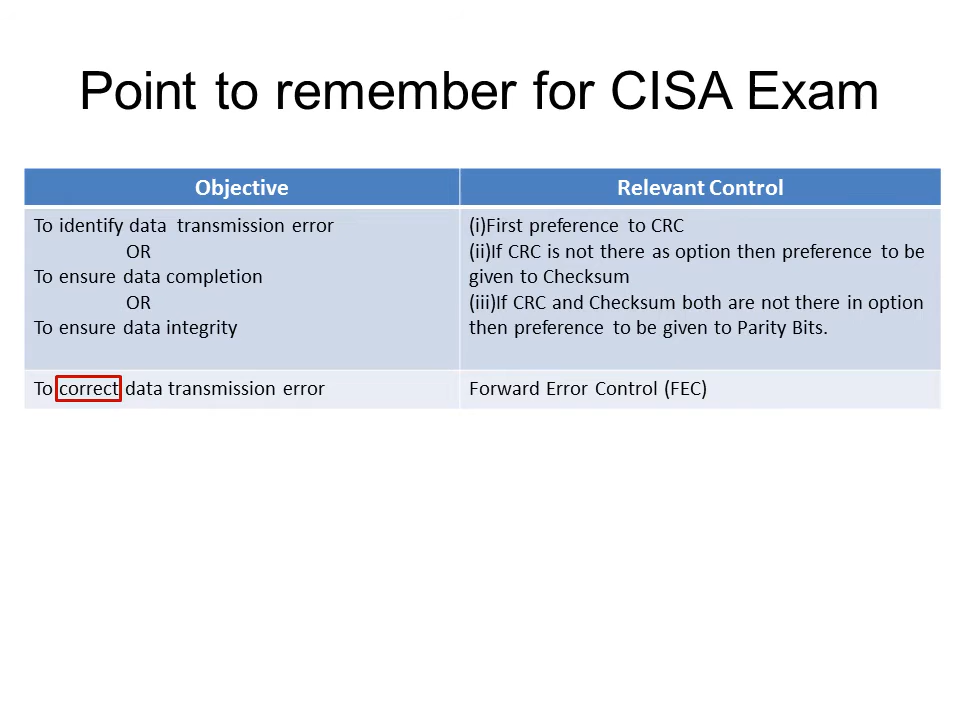 Point to remember for CISA Exam
Objective
Relevant Control
To identify data transmission error
OR
To ensure data completion
OR
To ensure data integrity
(i)First preference to CRC
(ii)If CRC is not there as option then preference to be
given to Checksum
(iii)If CRC and Checksum both are not there in option
then preference to be given to Parity Bits.
To correct data transmission error
Forward Error Control (FEC)